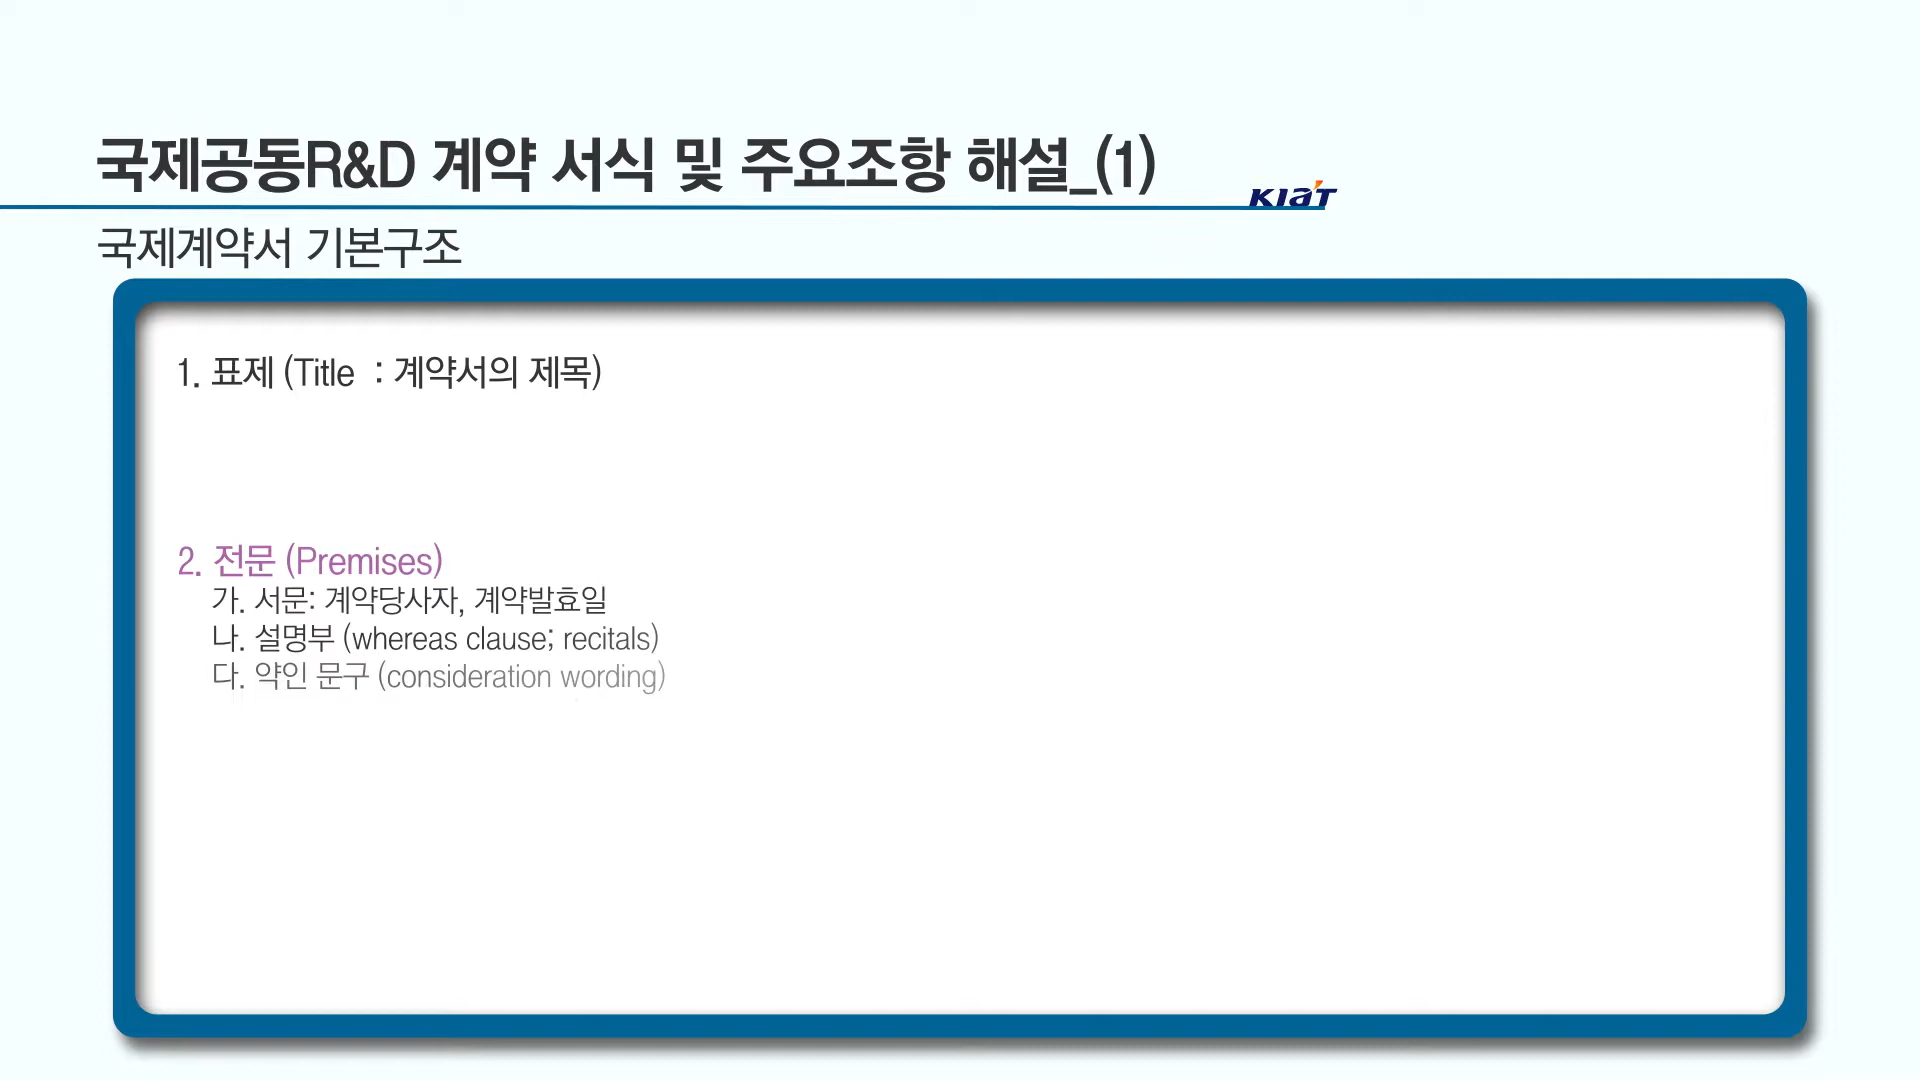 국제공동R&D 계약 서식 및 주요조항 해설_(1)
KIAT
국제계약서 기본구조
1. 표제 (Title : 계약서의 제목)
2. 전문 (Premises)
가. 서문: 계약당사자, 계약발효일
나. 설명부 (whereas clause; recitals)
다. 약인 문구 (consideration wording)